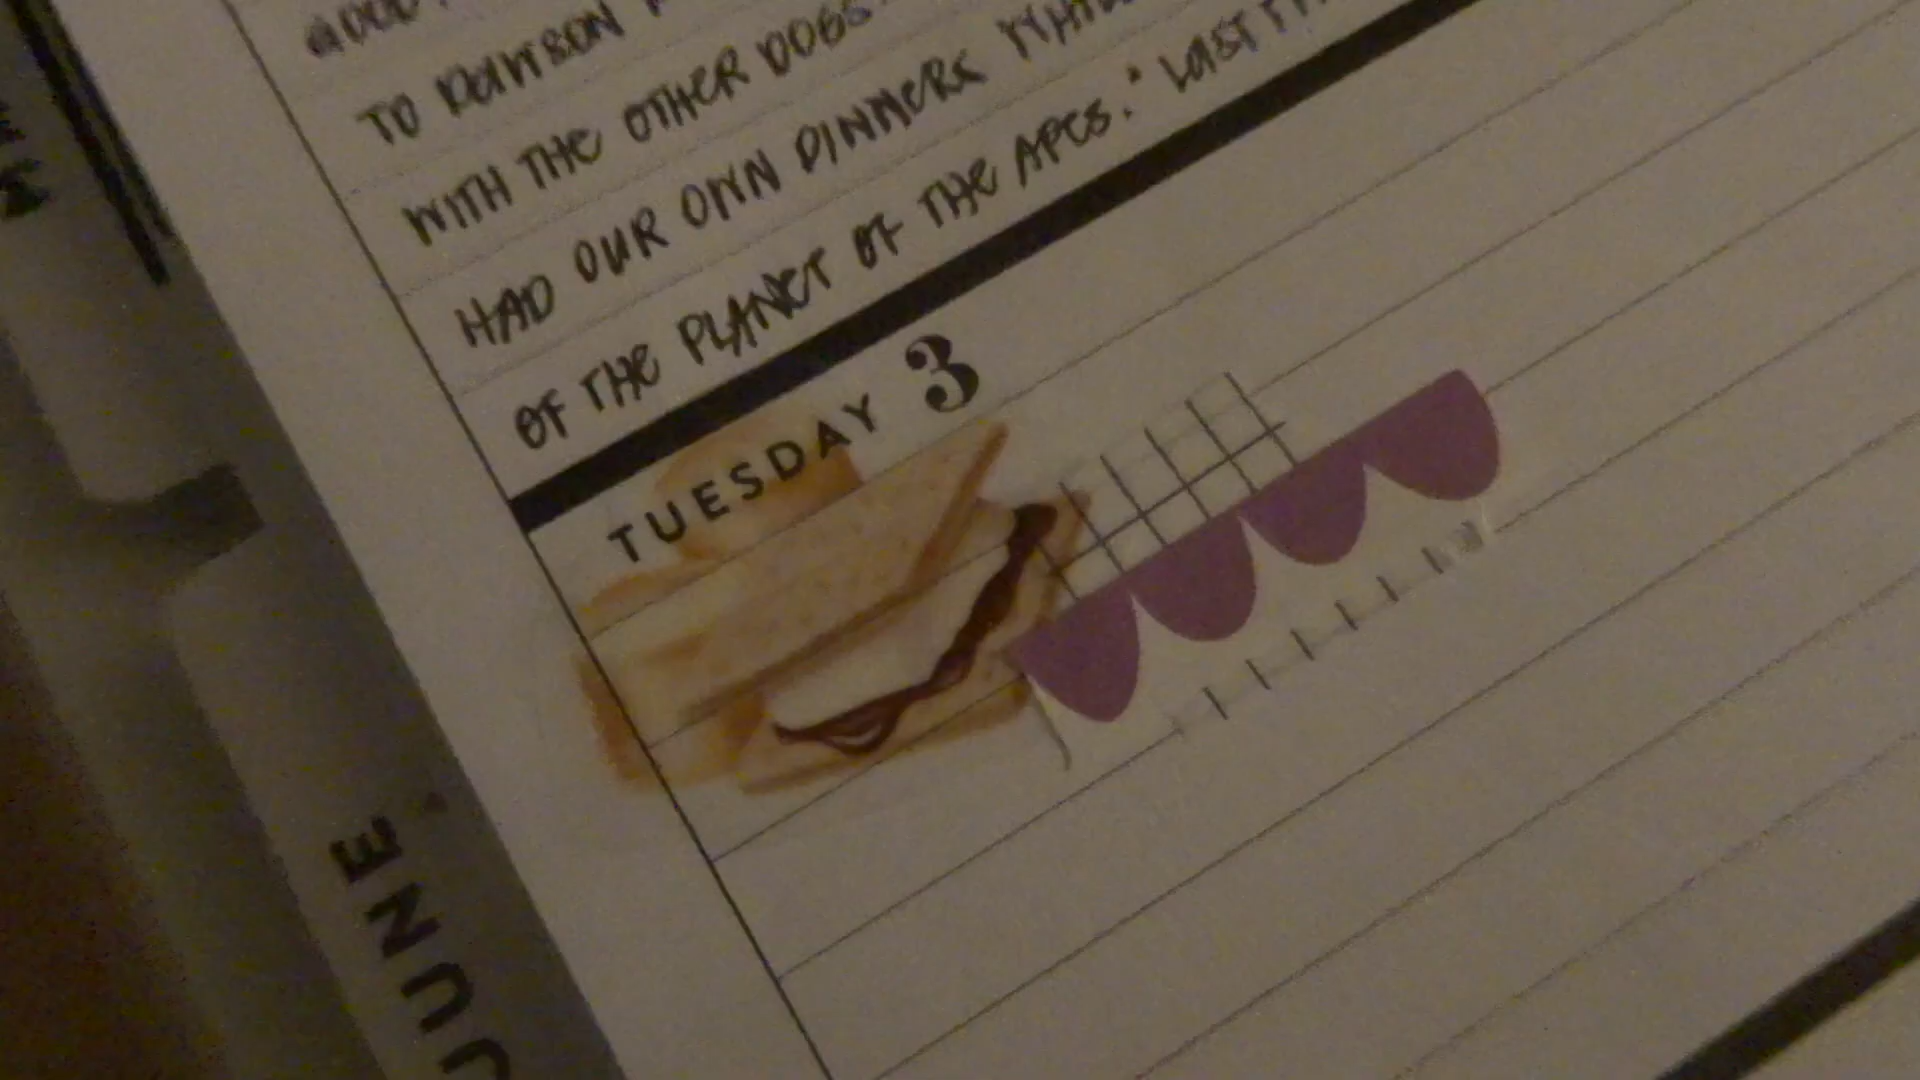 TO DAWSON
WITH THE OTHER DOGS
HAD OUR OWN DINNERS
OF THE PLANET OF THE APES." LAST
TUESDAY 3
JUNE